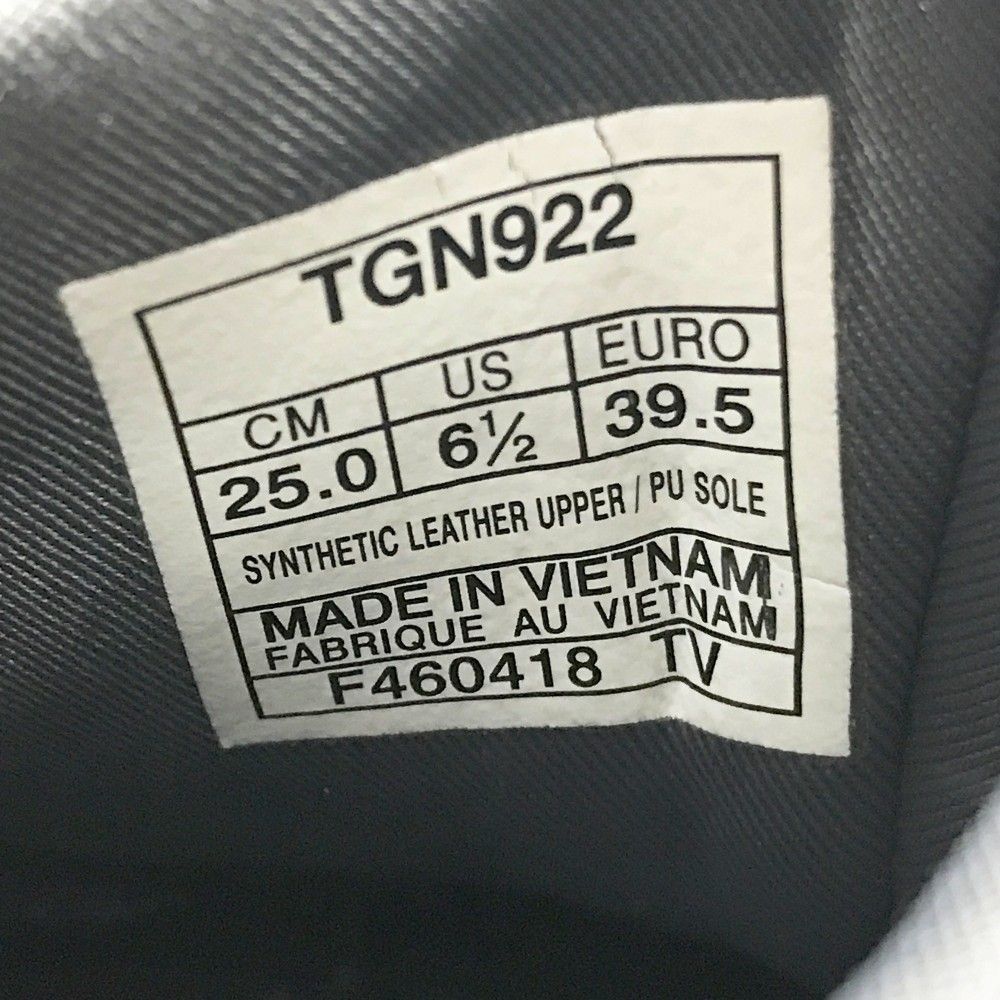 TGN922
CM US EURO
25.0 6½ 39.5
SYNTHETIC LEATHER UPPER / PU SOLE
MADE IN VIETNAM
FABRIQUE AU VIETNAM
F460418 TV